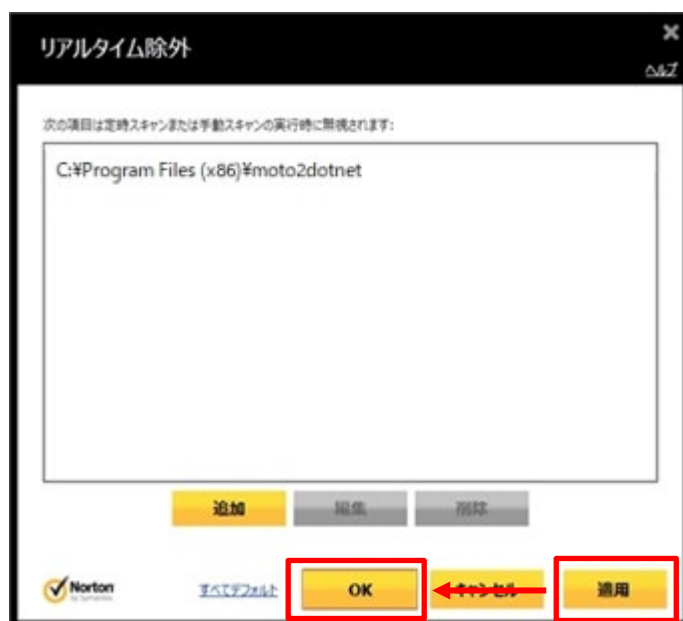 リアルタイム除外
ヘルプ
次の項目は定時スキャンまたは手動スキャンの実行時に無視されます:
C:¥Program Files (x86)¥moto2dotnet
追加 編集 削除
Norton
by Symantec
すべてデフォルト OK キャンセル 適用